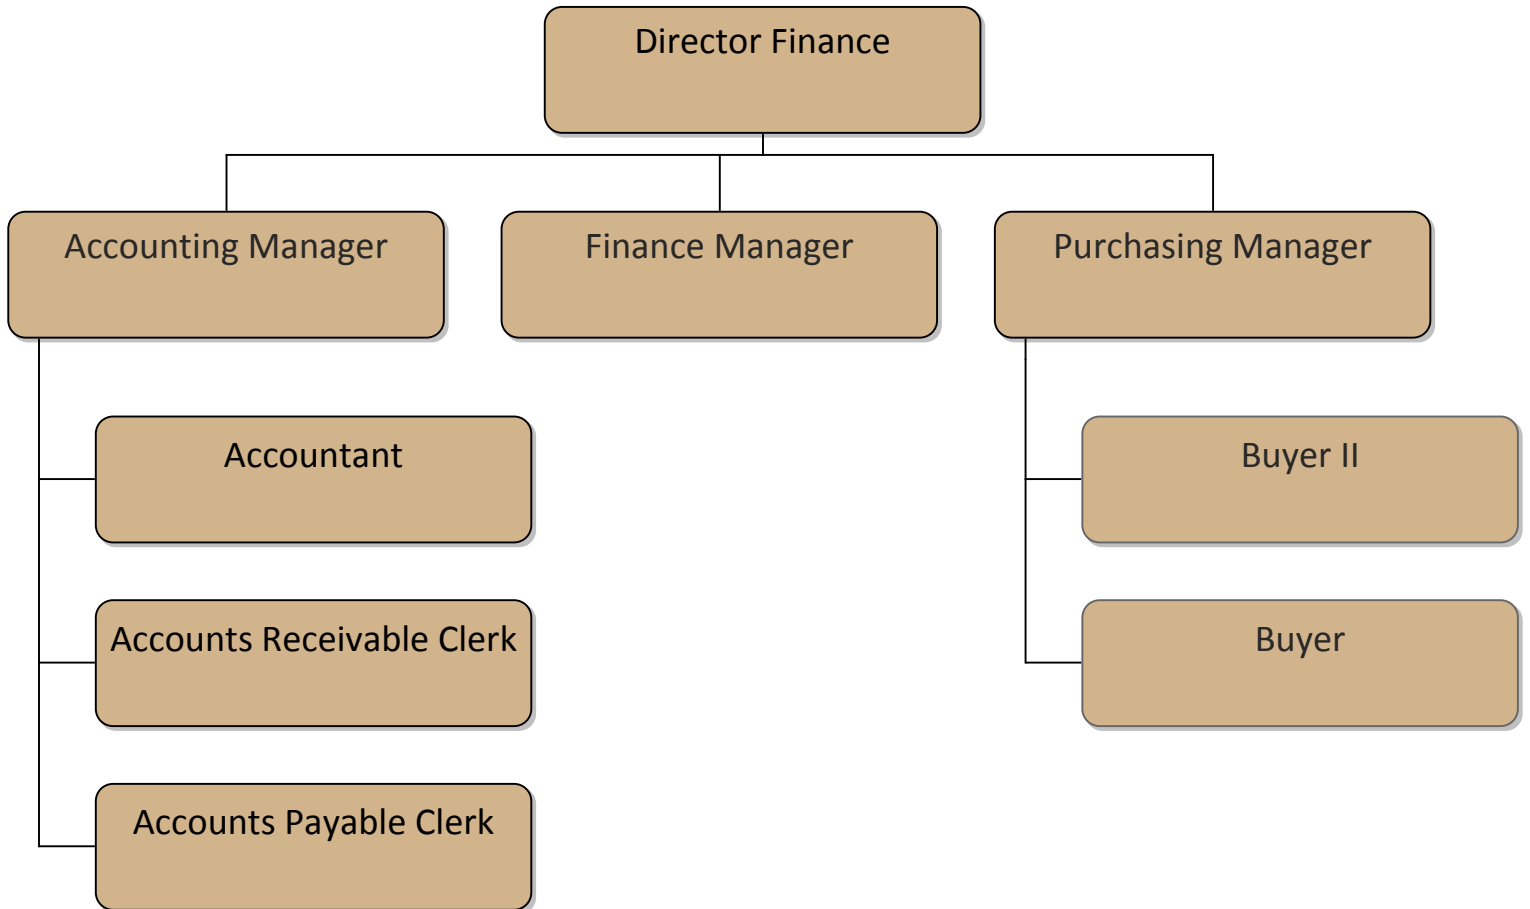 Director Finance
Accounting Manager
Finance Manager
Purchasing Manager
Accountant
Buyer II
Accounts Receivable Clerk
Buyer
Accounts Payable Clerk